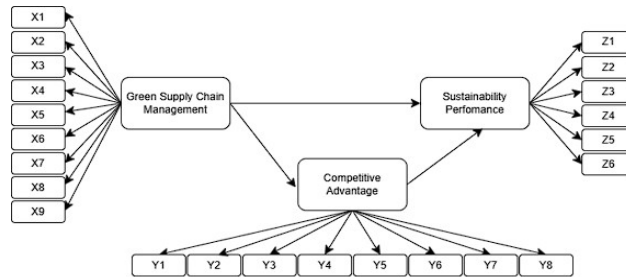 X1
X2
X3
X4
X5
X6
X7
X8
X9
Green Supply Chain
Management
Sustainability
Perfomance
Competitive
Advantage
Z1
Z2
Z3
Z4
Z5
Z6
Y1
Y2
Y3
Y4
Y5
Y6
Y7
Y8